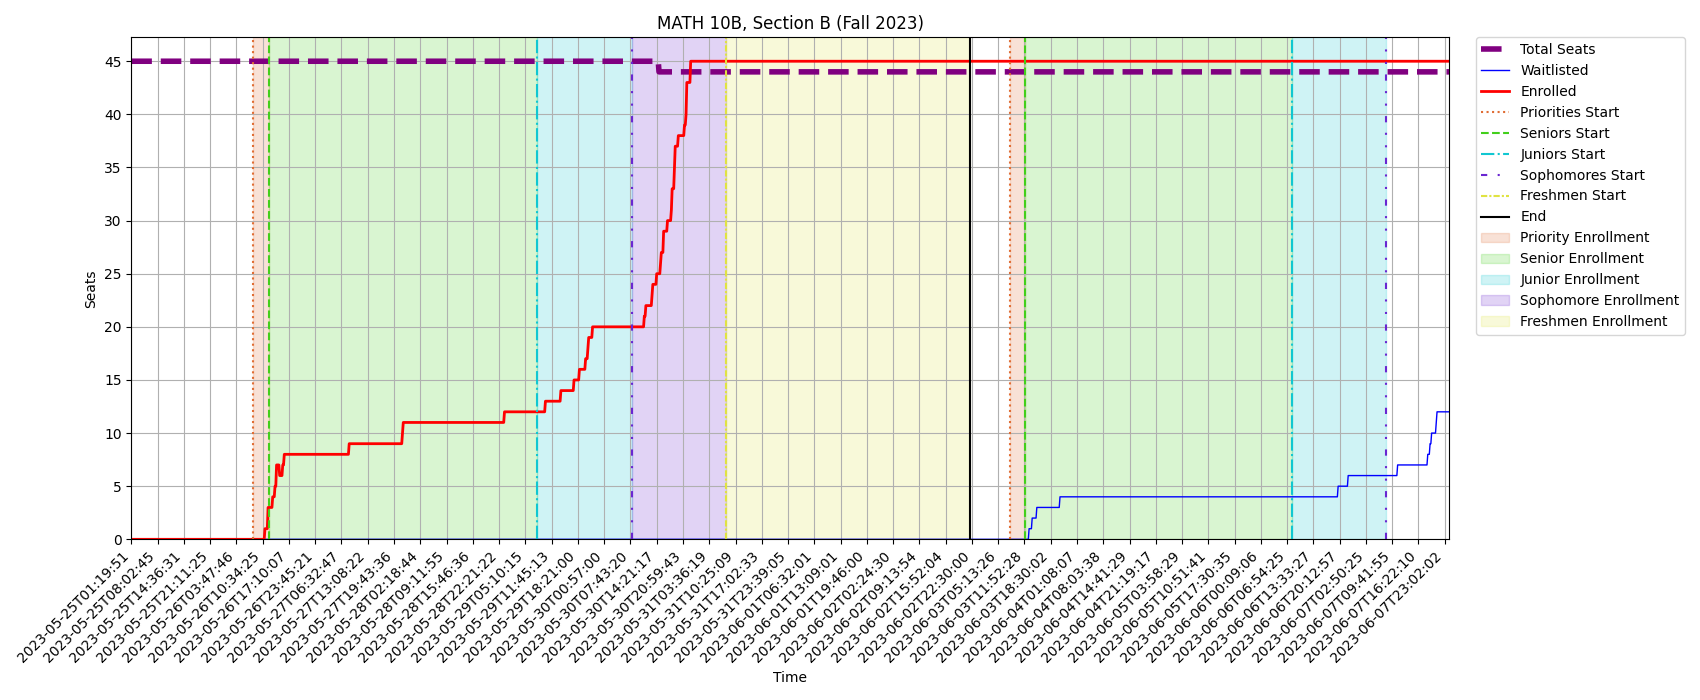 MATH 10B, Section B (Fall 2023)
Seats
45
40
35
30
25
20
15
10
5
0
2023-05-25T01:19:51
2023-05-25T08:02:45
2023-05-25T14:36:31
2023-05-25T21:11:25
2023-05-26T03:47:46
2023-05-26T10:34:25
2023-05-26T17:10:07
2023-05-26T23:45:21
2023-05-27T06:32:47
2023-05-27T13:08:22
2023-05-27T19:43:36
2023-05-28T02:18:44
2023-05-28T09:11:55
2023-05-28T15:46:36
2023-05-28T22:21:22
2023-05-29T05:10:15
2023-05-29T11:45:13
2023-05-29T18:21:00
2023-05-30T00:57:00
2023-05-30T07:43:20
2023-05-30T14:21:17
2023-05-30T20:59:43
2023-05-31T03:36:19
2023-05-31T10:25:09
2023-05-31T17:02:33
2023-05-31T23:39:05
2023-06-01T06:32:01
2023-06-01T13:09:01
2023-06-01T19:46:00
2023-06-02T02:24:30
2023-06-02T09:13:54
2023-06-02T15:52:04
2023-06-02T22:30:00
2023-06-03T05:13:26
2023-06-03T11:52:28
2023-06-03T18:30:02
2023-06-04T01:08:07
2023-06-04T08:03:38
2023-06-04T14:41:29
2023-06-04T21:19:17
2023-06-05T03:58:29
2023-06-05T10:51:41
2023-06-05T17:30:35
2023-06-06T00:09:06
2023-06-06T06:54:25
2023-06-06T13:33:27
2023-06-06T20:12:57
2023-06-07T02:50:25
2023-06-07T09:41:55
2023-06-07T16:22:10
2023-06-07T23:02:02
Time
Total Seats
Waitlisted
Enrolled
Priorities Start
Seniors Start
Juniors Start
Sophomores Start
Freshmen Start
End
Priority Enrollment
Senior Enrollment
Junior Enrollment
Sophomore Enrollment
Freshmen Enrollment